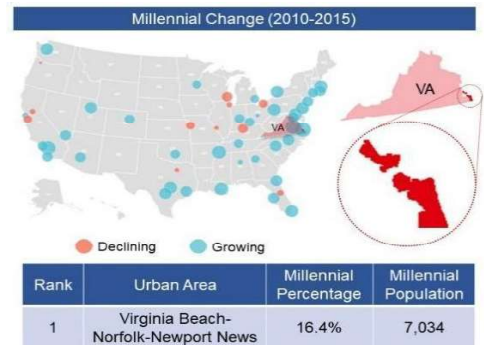 Millennial Change (2010-2015)
VA
VA
Declining
Growing
Rank
Urban Area
Millennial
Percentage
Millennial
Population
1
Virginia Beach-
Norfolk-Newport News
16.4%
7,034